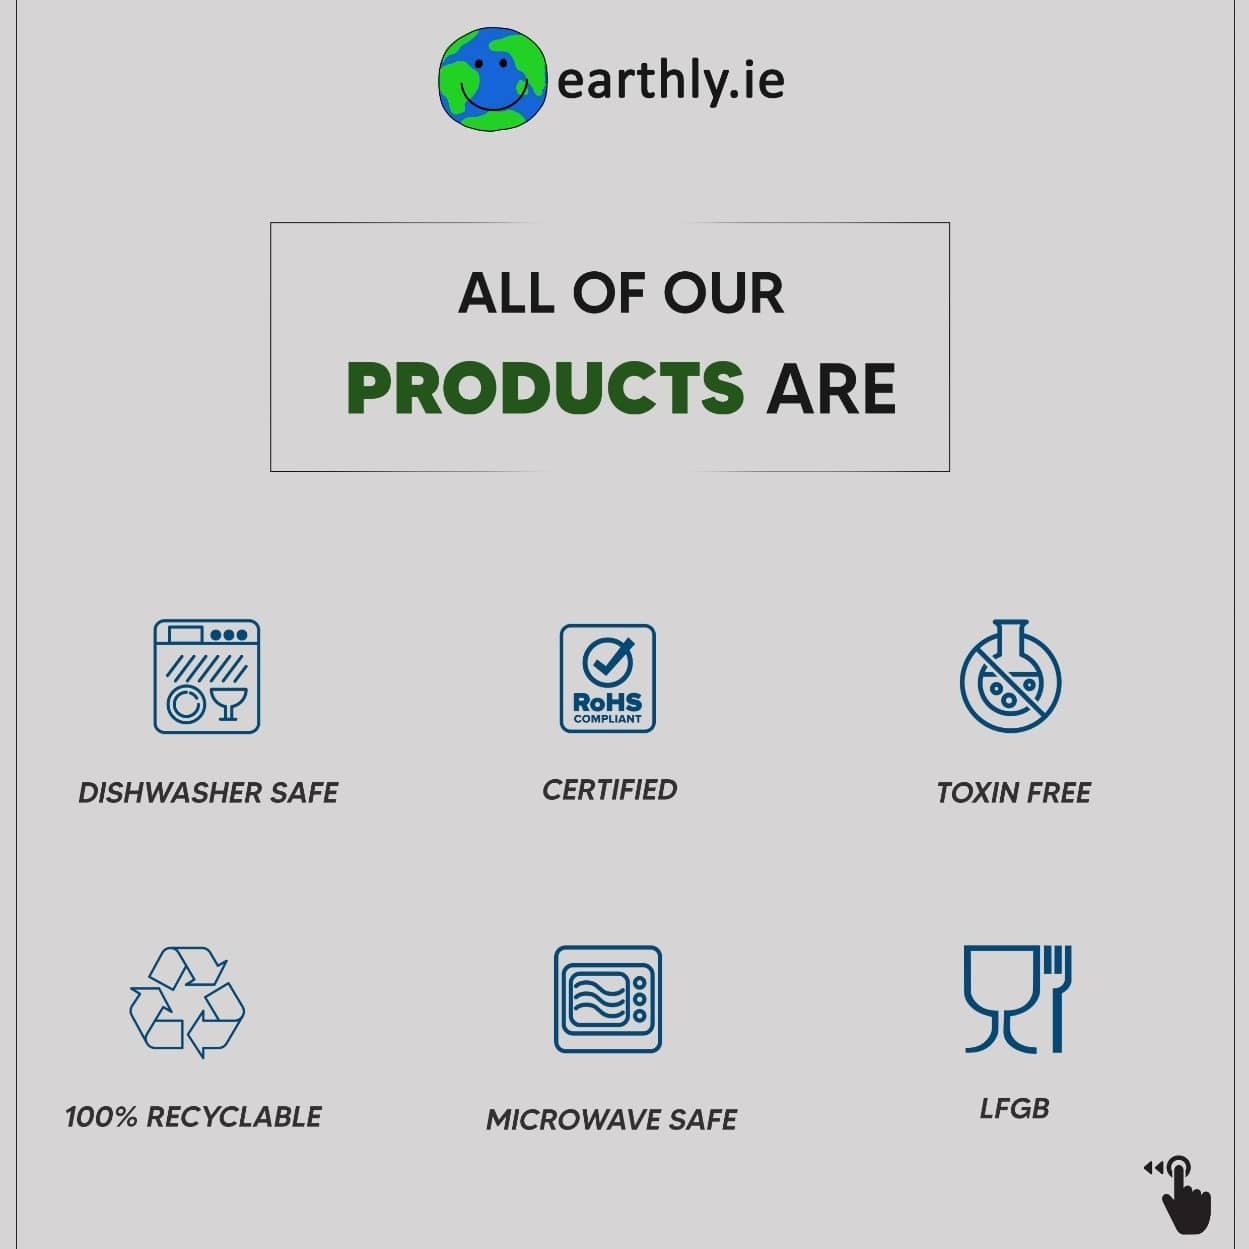 earthly.ie
ALL OF OUR
PRODUCTS ARE
RoHS
COMPLIANT
DISHWASHER SAFE
CERTIFIED
TOXIN FREE
100% RECYCLABLE
MICROWAVE SAFE
LFGB